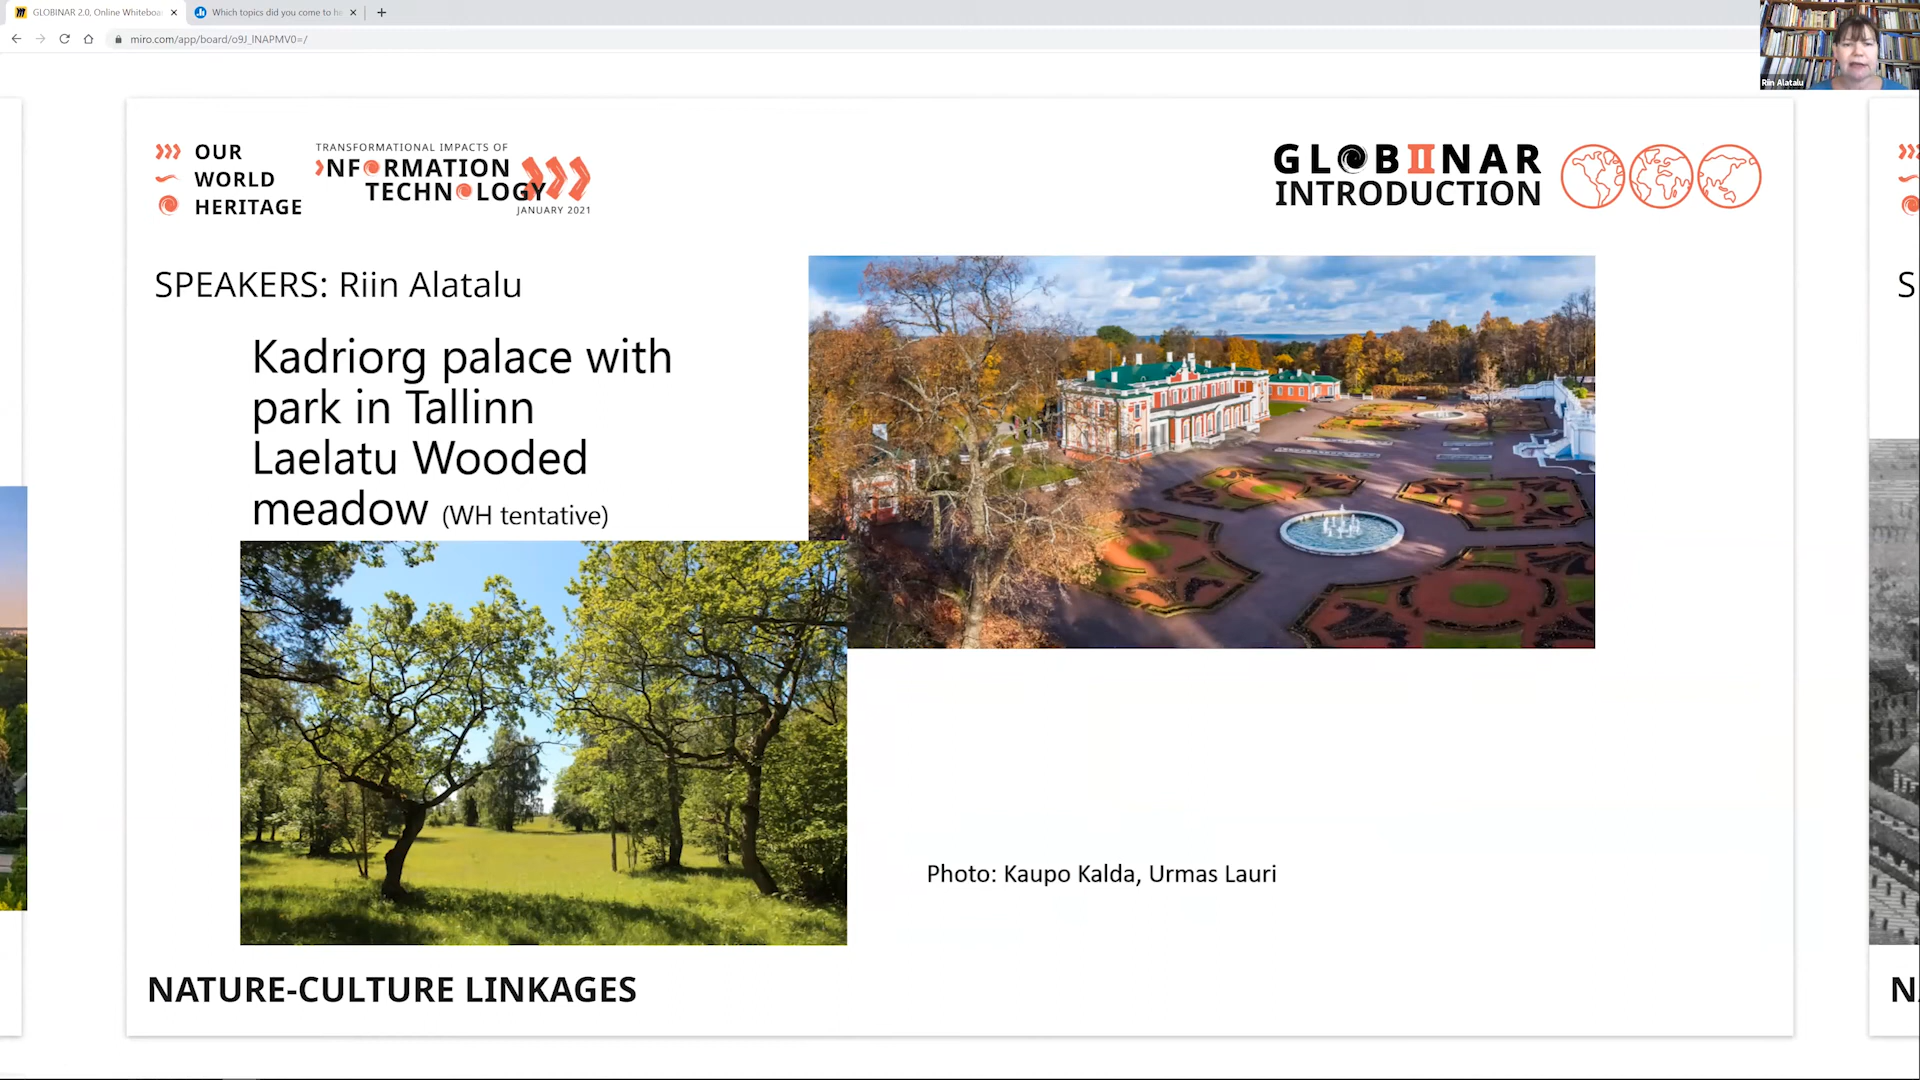 GLOBINAR 2.0, Online Whiteboa
Which topics did you come to h
miro.com/app/board/o9J_lNAPMV0=/
Riin Alatalu
OUR
WORLD
HERITAGE
TRANSFORMATIONAL IMPACTS OF
INFORMATION
TECHNOLOGY
JANUARY 2021
GLOBIINAR
INTRODUCTION
SPEAKERS: Riin Alatalu
Kadriorg palace with
park in Tallinn
Laelatu Wooded
meadow (WH tentative)
Photo: Kaupo Kalda, Urmas Lauri
NATURE-CULTURE LINKAGES
S
N